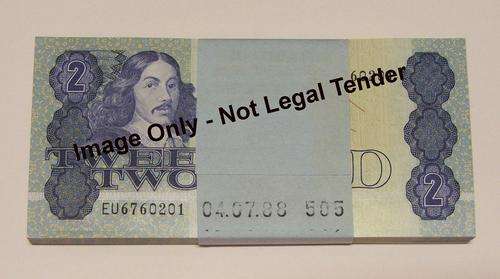 2
Image Only - Not Legal Tender
TWEE
TWO D
2
EU6760201 04.07.88 505